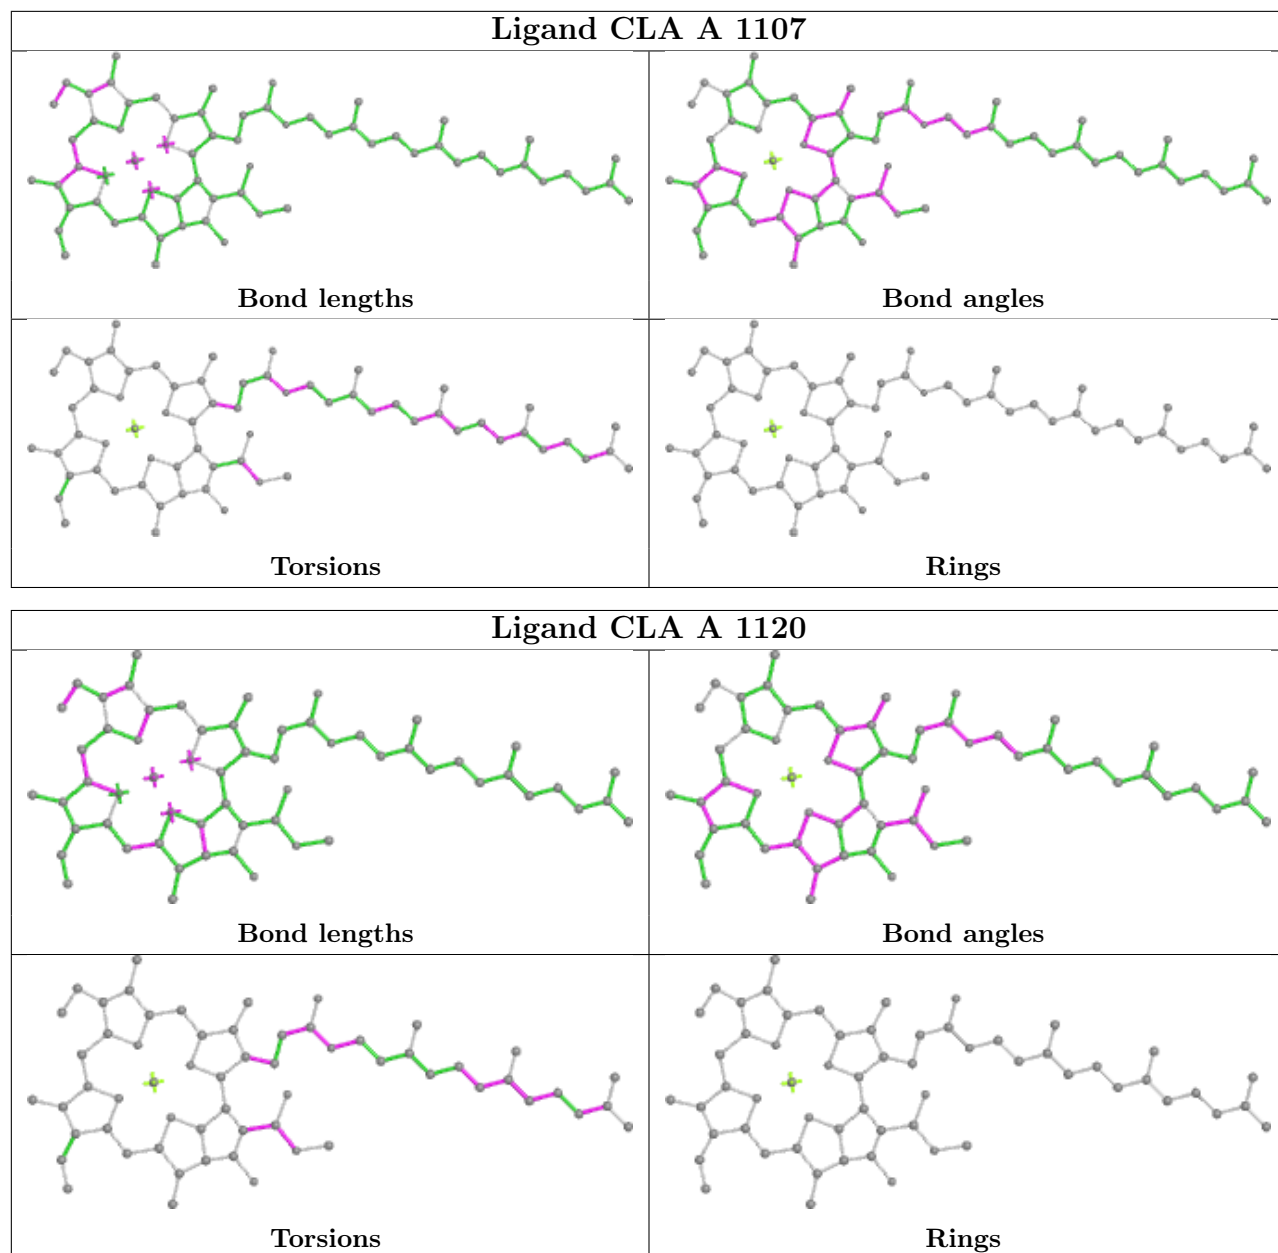 Ligand CLA A 1107
Bond lengths
Bond angles
Torsions
Rings
Ligand CLA A 1120
Bond lengths
Bond angles
Torsions
Rings